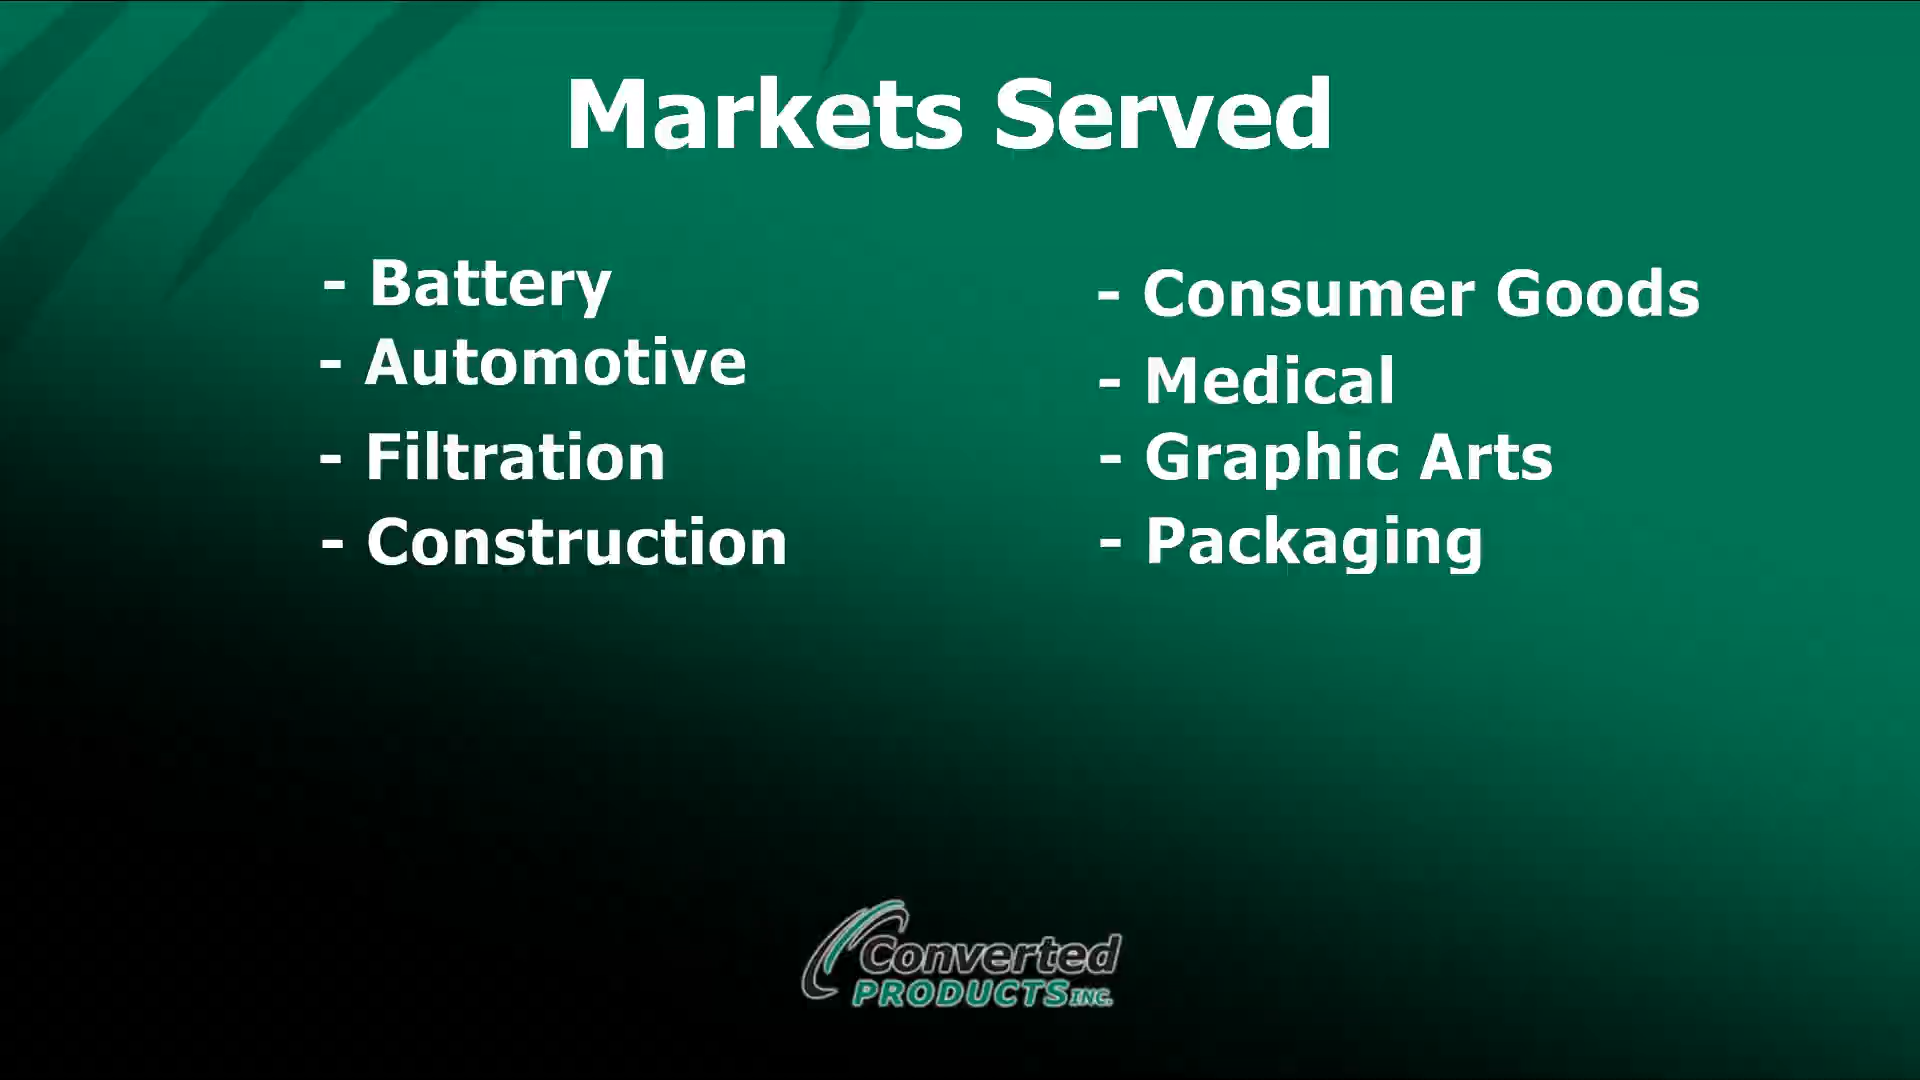 Markets Served
- Battery
- Automotive
- Filtration
- Construction
- Consumer Goods
- Medical
- Graphic Arts
- Packaging
Converted
PRODUCTS INC.